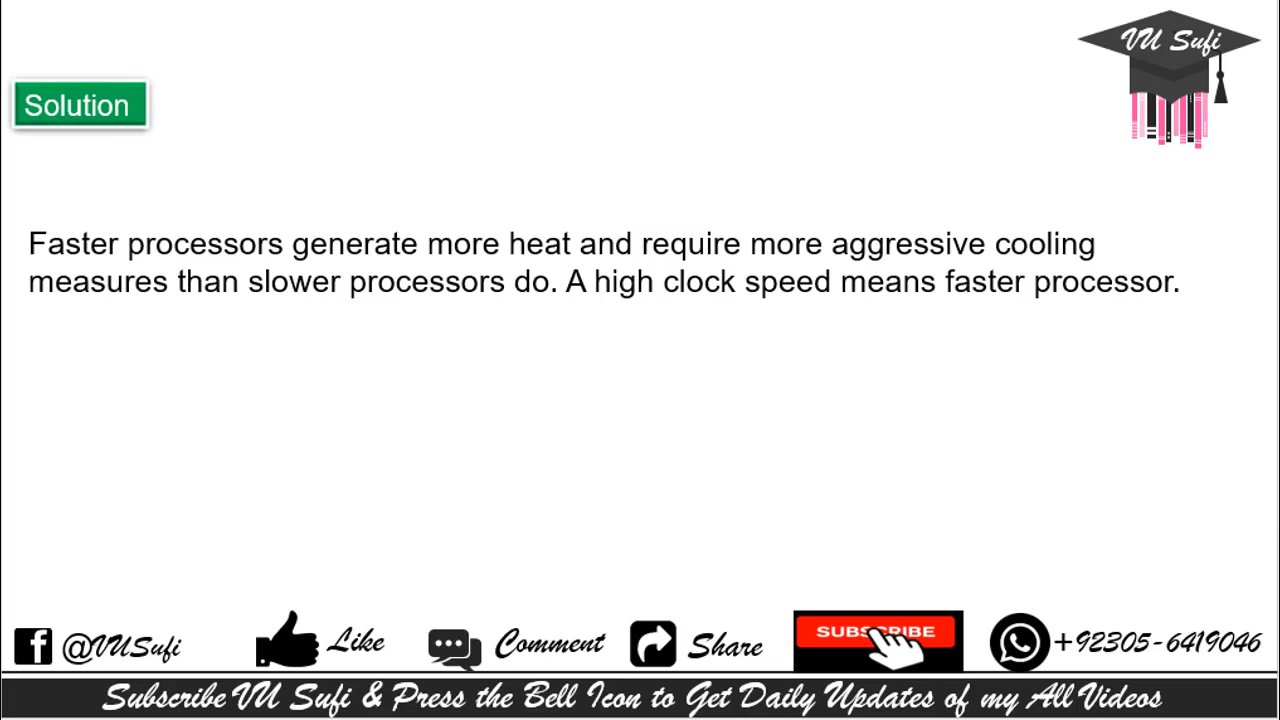 VU Sufi
Solution
Faster processors generate more heat and require more aggressive cooling
measures than slower processors do. A high clock speed means faster processor.
@VUSufi Like Comment Share SUBSCRIBE +92305-6419046
Subscribe VU Sufi & Press the Bell Icon to Get Daily Updates of my All Videos